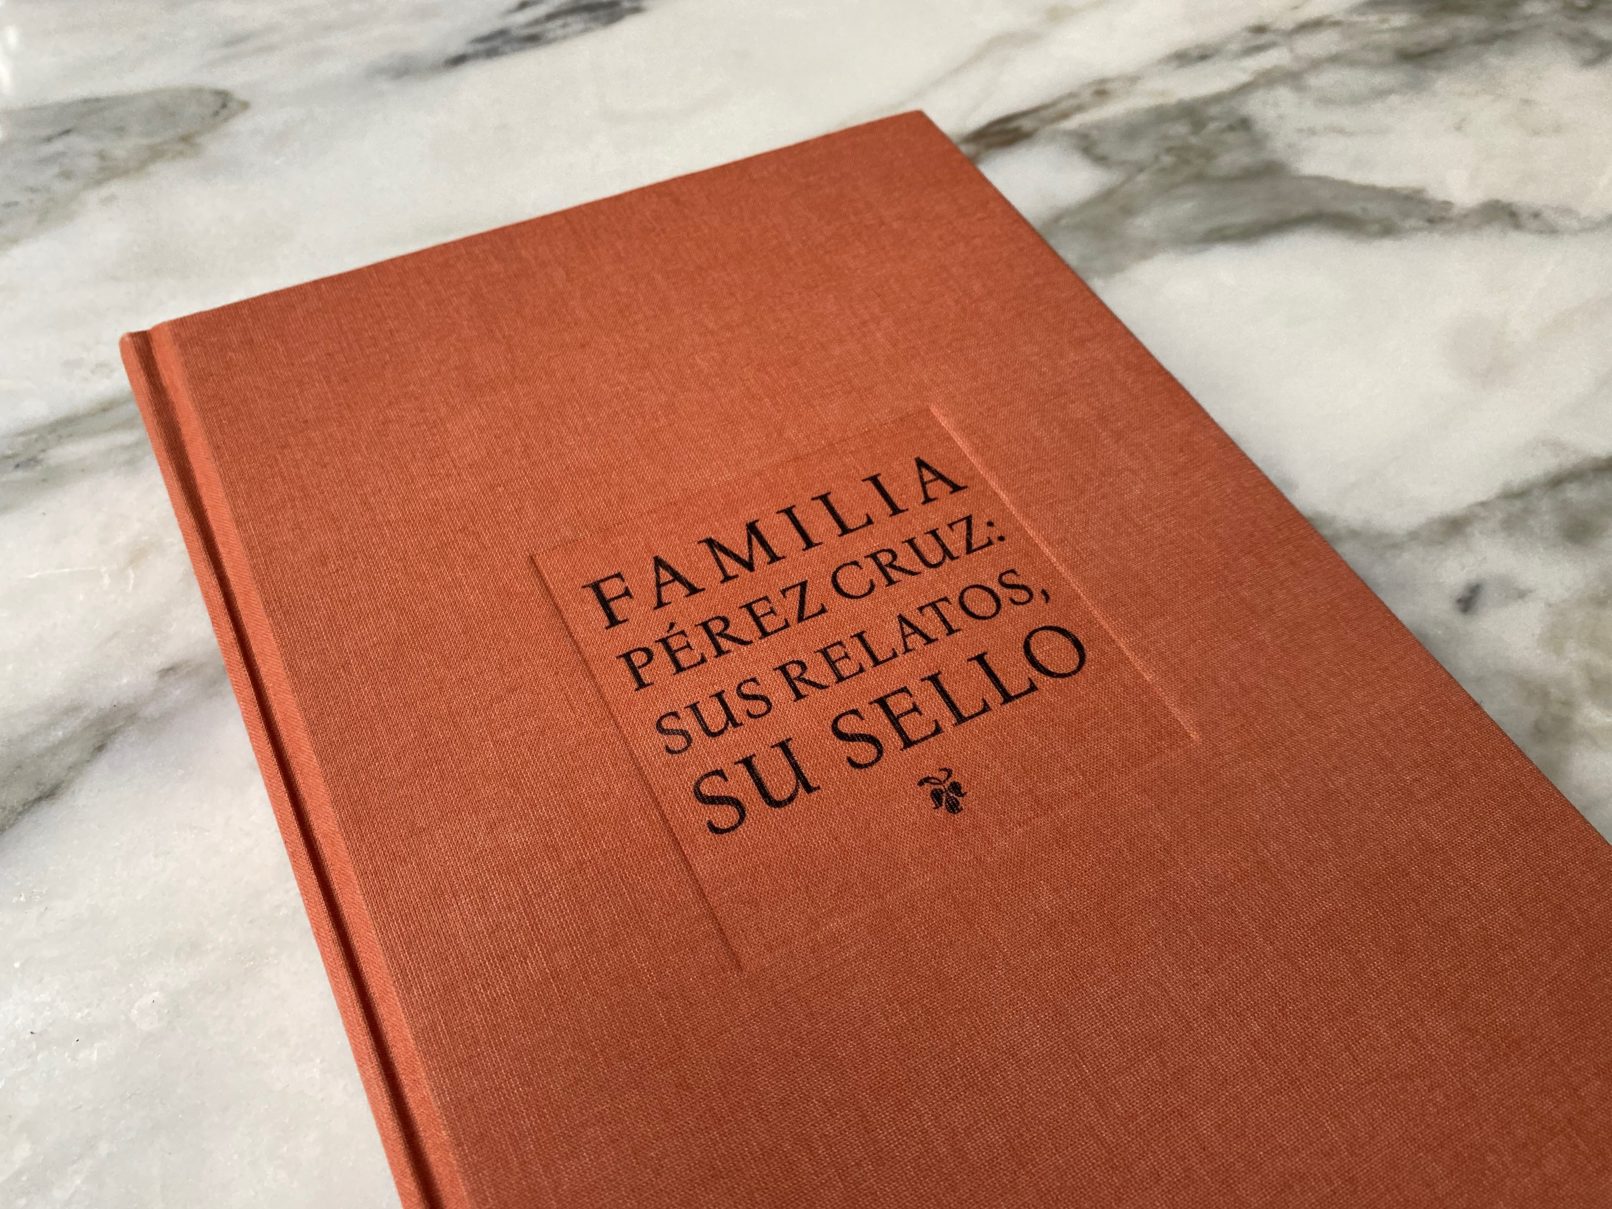 FAMILIA
PÉREZ CRUZ:
SUS RELATOS,
SU SELLO